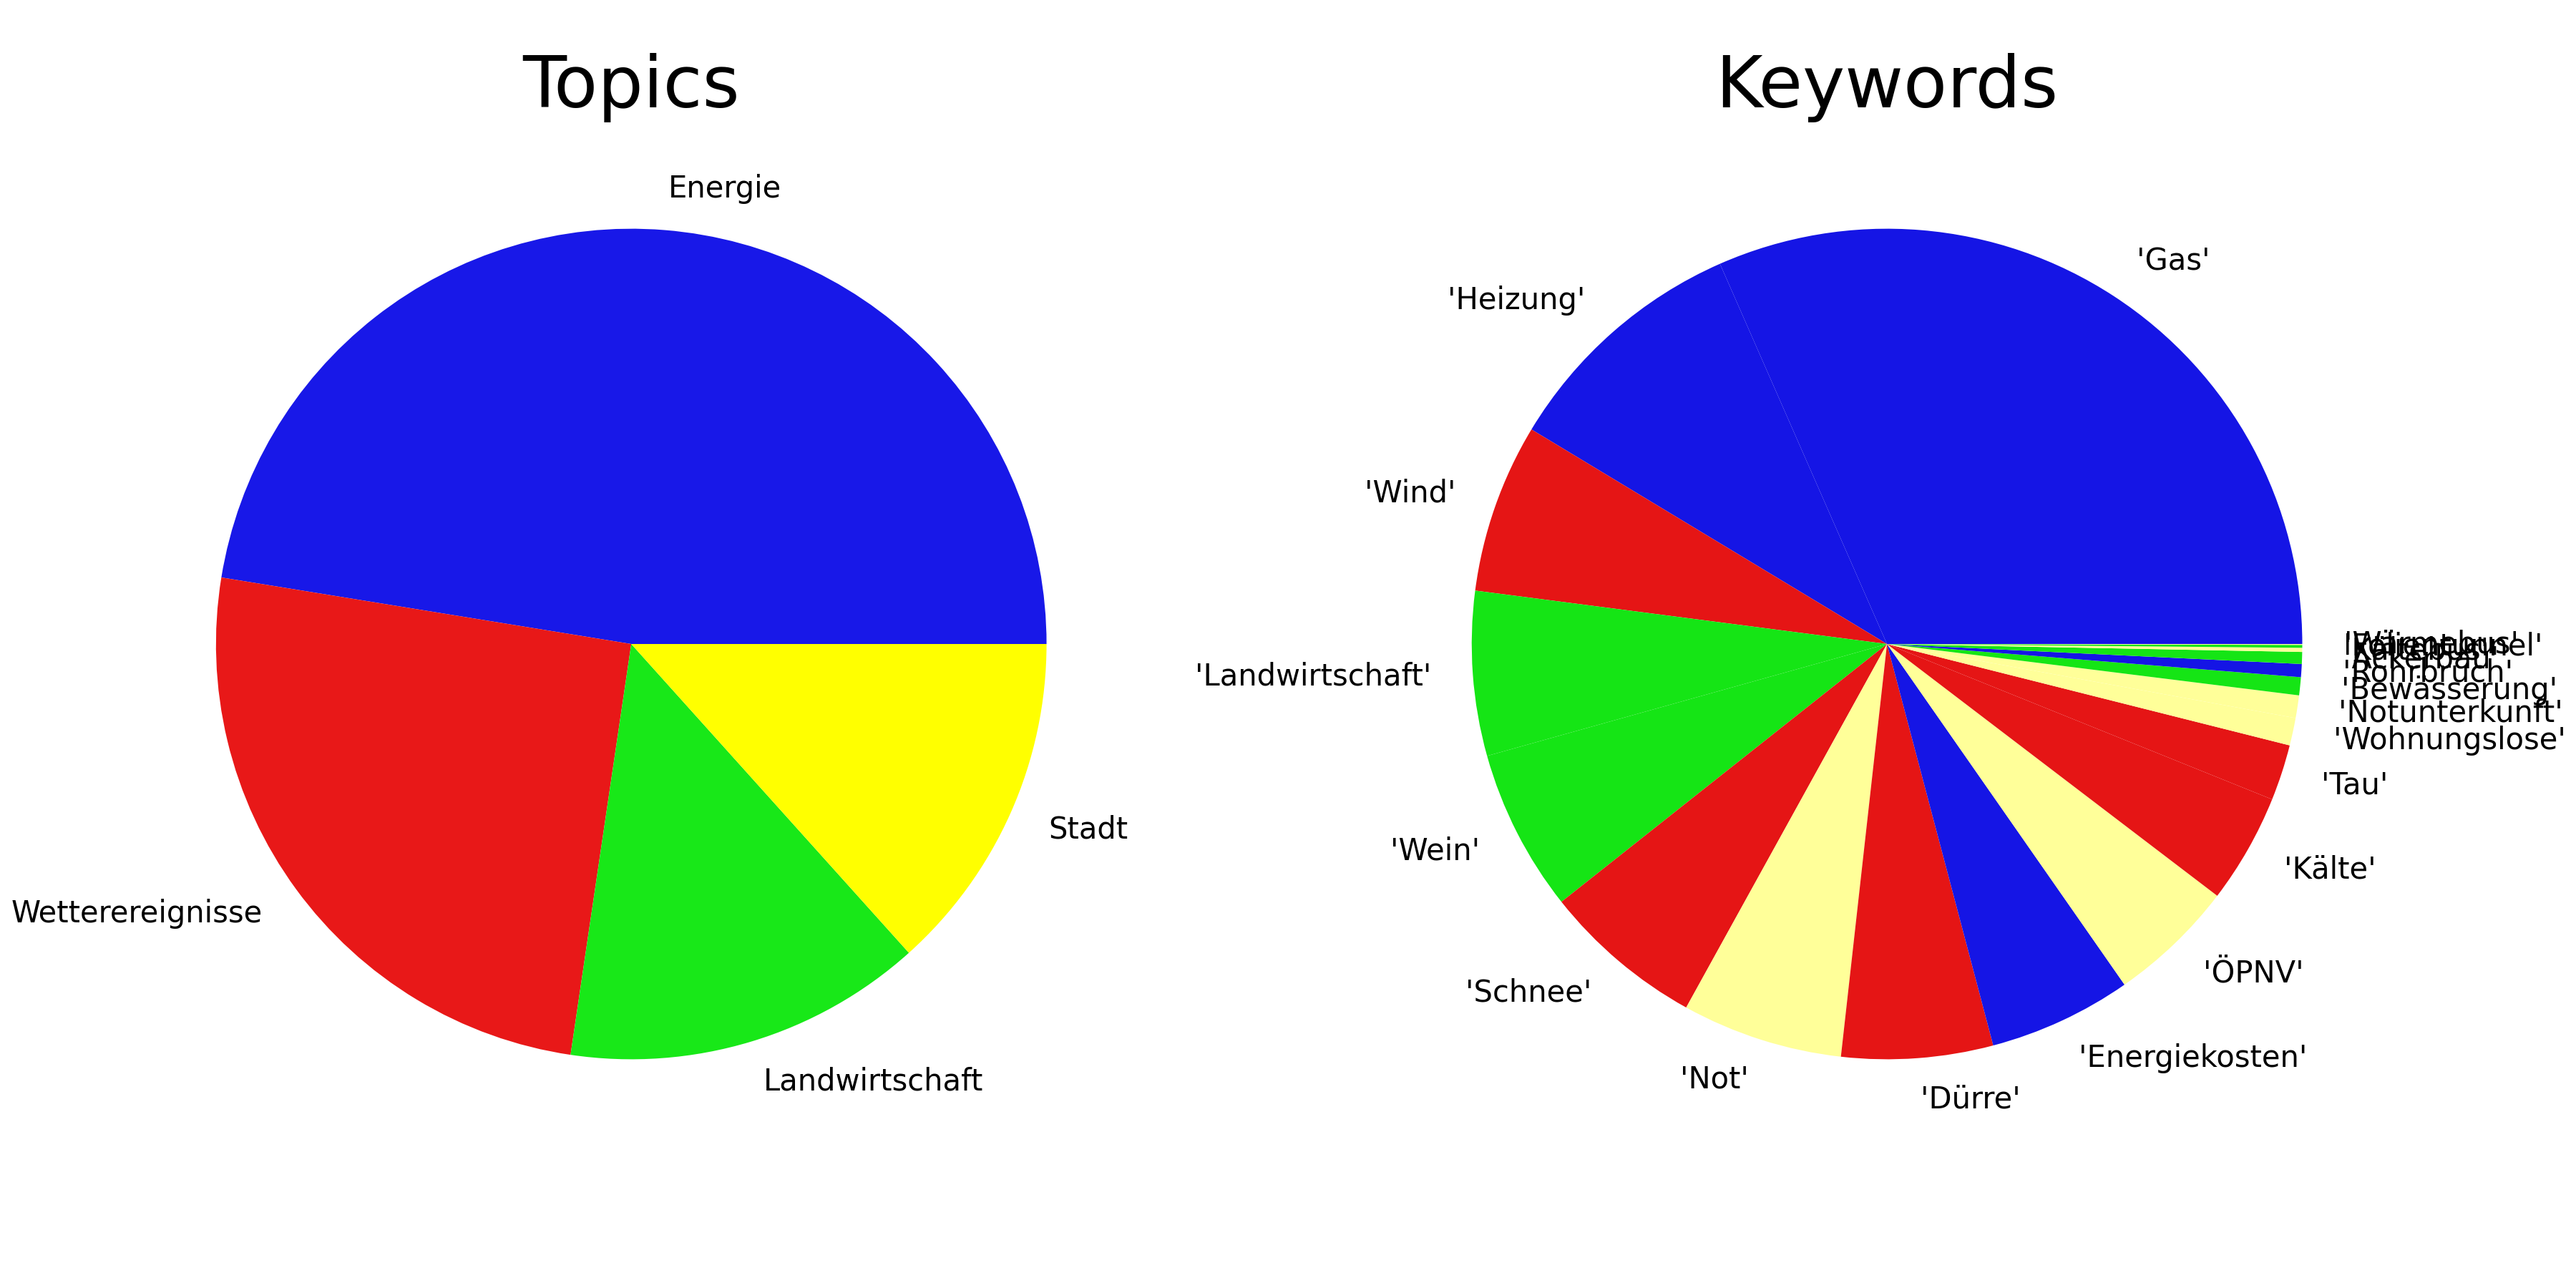 Topics
Energie
Wetterereignisse
Landwirtschaft
Stadt
Keywords
'Gas'
'Heizung'
'Wind'
'Landwirtschaft'
'Wein'
'Schnee'
'Not'
'Dürre'
'Energiekosten'
'ÖPNV'
'Kälte'
'Tau'
'Wohnungslose'
'Notunterkunft'
'Bewässerung'
'Rohrbruch'
'Ackerbau'